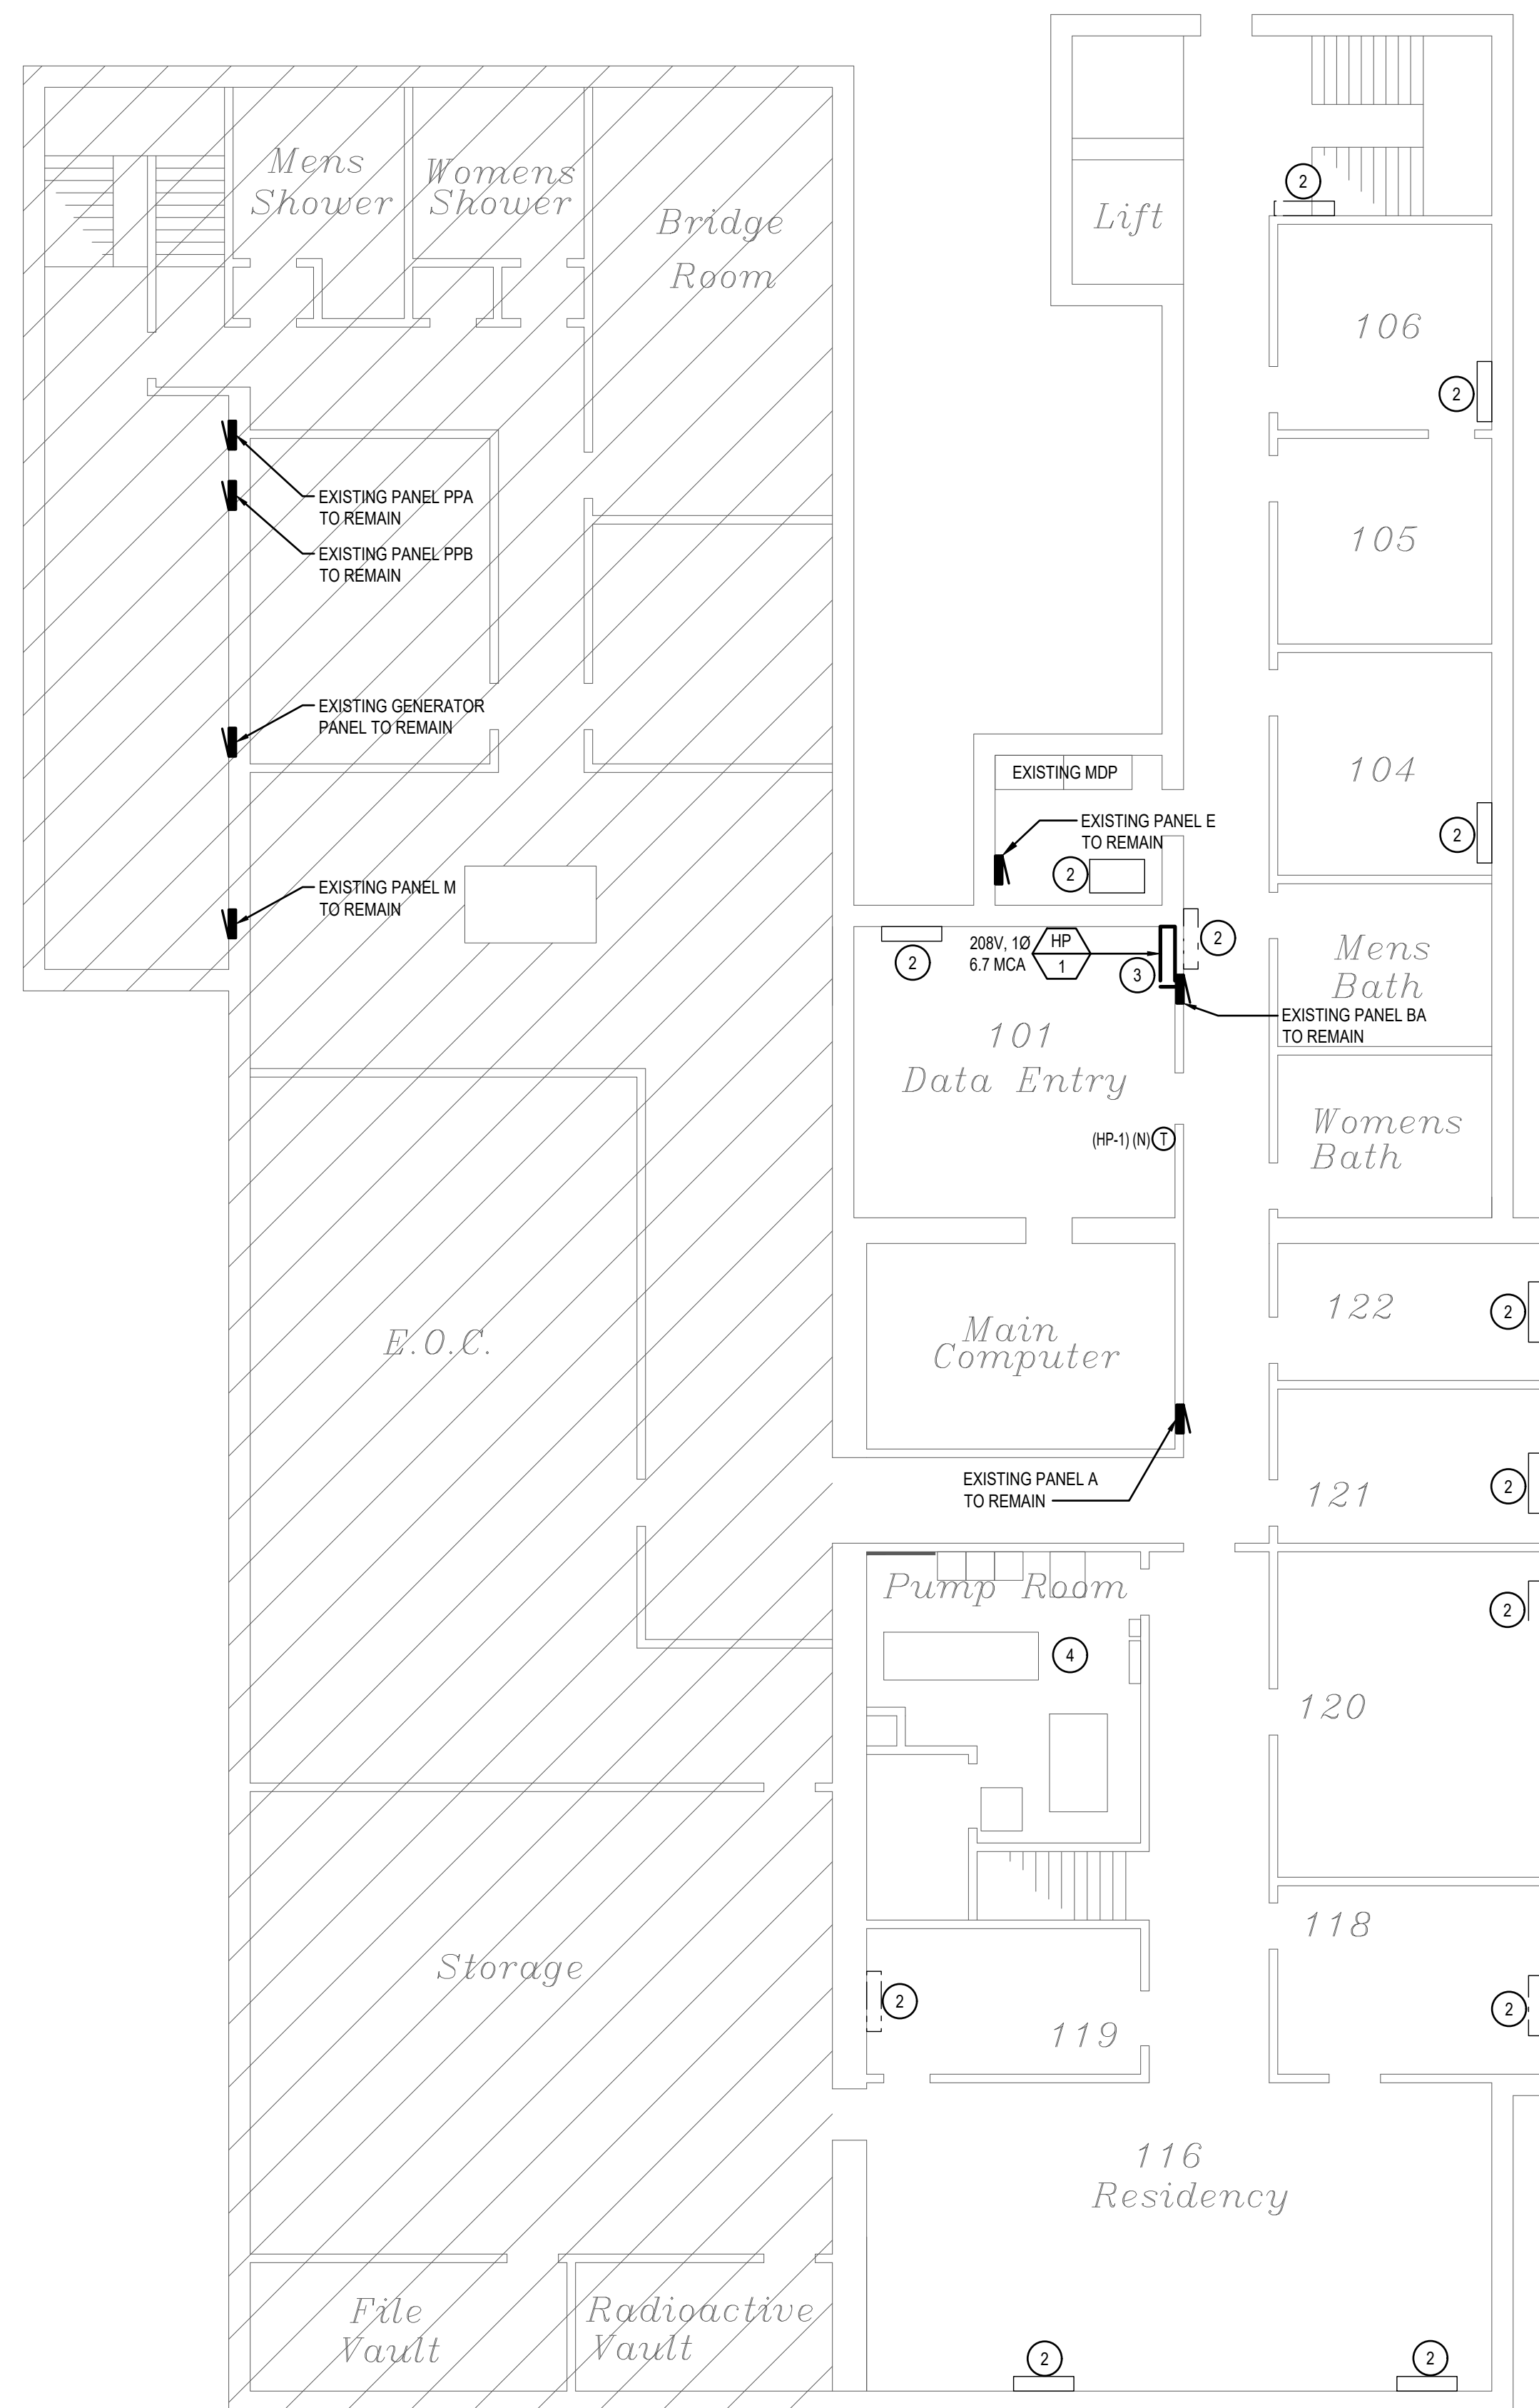 Mens
Shower
Womens
Shower
Bridge
Room
Lift
2
106
2
EXISTING PANEL PPA
TO REMAIN
EXISTING PANEL PPB
TO REMAIN
105
EXISTING GENERATOR
PANEL TO REMAIN
EXISTING MDP
104
EXISTING PANEL E
TO REMAIN
2
2
EXISTING PANEL M
TO REMAIN
2
208V, 1Ø
6.7 MCA
HP
1
3
2
Mens
Bath
EXISTING PANEL BA
TO REMAIN
101
Data Entry
(HP-1) (N) T
Womens
Bath
122
2
E.O.C.
Main
Computer
EXISTING PANEL A
TO REMAIN
121
2
Pump Room
2
4
120
118
Storage
2
119
2
116
Residency
File
Vault
Radioactive
Vault
2
2